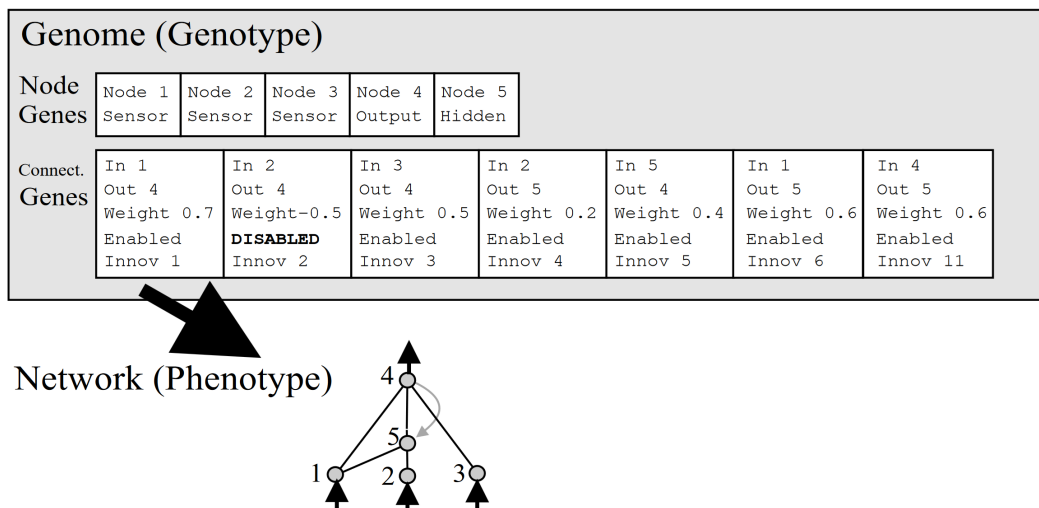 Genome (Genotype)
Node Genes
Node 1 Node 2 Node 3 Node 4 Node 5
Sensor Sensor Sensor Output Hidden
Connect. Genes
In 1 In 2 In 3 In 2 In 5 In 1 In 4
Out 4 Out 4 Out 4 Out 5 Out 4 Out 5 Out 5
Weight 0.7 Weight-0.5 Weight 0.5 Weight 0.2 Weight 0.4 Weight 0.6 Weight 0.6
Enabled DISABLED Enabled Enabled Enabled Enabled Enabled
Innov 1 Innov 2 Innov 3 Innov 4 Innov 5 Innov 6 Innov 11
Network (Phenotype)
4
5
1 2 3